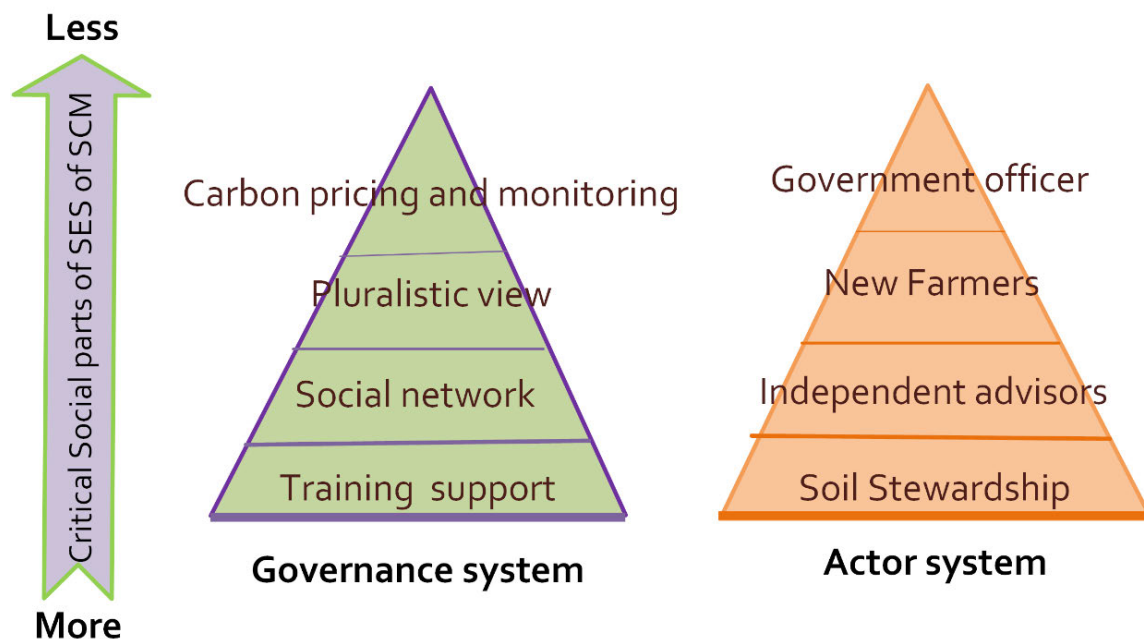 Less
Critical Social parts of SES of SCM
More
Carbon pricing and monitoring
Pluralistic view
Social network
Training support
Governance system
Government officer
New Farmers
Independent advisors
Soil Stewardship
Actor system